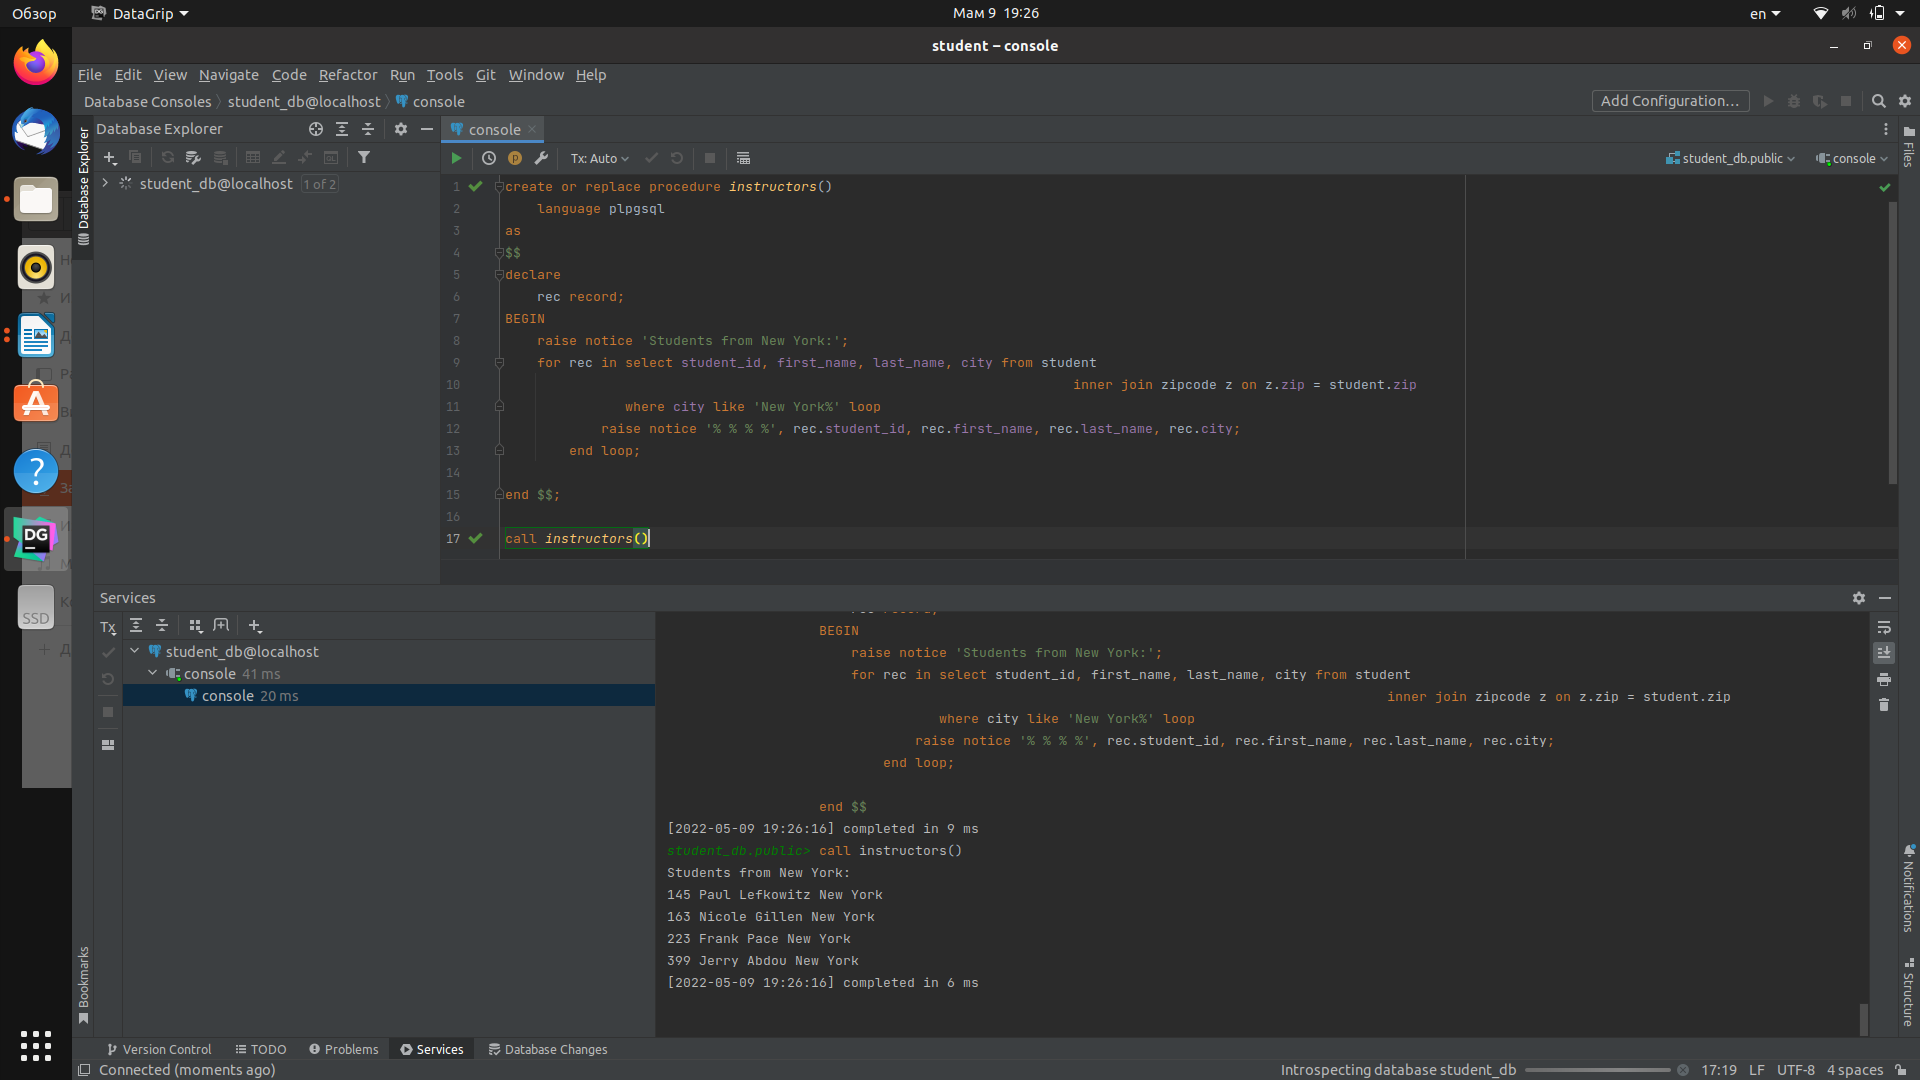 Обзор
DataGrip
Мам 9 19:26
en
student – console
File Edit View Navigate Code Refactor Run Tools Git Window Help
Database Consoles student_db@localhost console
Add Configuration...
Database Explorer
console
Tx: Auto
student_db.public
console
student_db@localhost 1 of 2
Database Explorer
Files
1 create or replace procedure instructors()
2 language plpgsql
3 as
4 $$
5 declare
6 rec record;
7 BEGIN
8 raise notice 'Students from New York:';
9 for rec in select student_id, first_name, last_name, city from student
10 inner join zipcode z on z.zip = student.zip
11 where city like 'New York%' loop
12 raise notice '% % % %', rec.student_id, rec.first_name, rec.last_name, rec.city;
13 end loop;
14
15 end $$;
16
17 call instructors()
SSD
DG
Services
Tx
student_db@localhost
console 41 ms
console 20 ms
BEGIN
raise notice 'Students from New York:';
for rec in select student_id, first_name, last_name, city from student
inner join zipcode z on z.zip = student.zip
where city like 'New York%' loop
raise notice '% % % %', rec.student_id, rec.first_name, rec.last_name, rec.city;
end loop;
end $$
[2022-05-09 19:26:16] completed in 9 ms
student_db.public> call instructors()
Students from New York:
145 Paul Lefkowitz New York
163 Nicole Gillen New York
223 Frank Pace New York
399 Jerry Abdou New York
[2022-05-09 19:26:16] completed in 6 ms
Notifications
Structure
Bookmarks
Version Control TODO Problems Services Database Changes
Connected (moments ago)
Introspecting database student_db
17:19 LF UTF-8 4 spaces